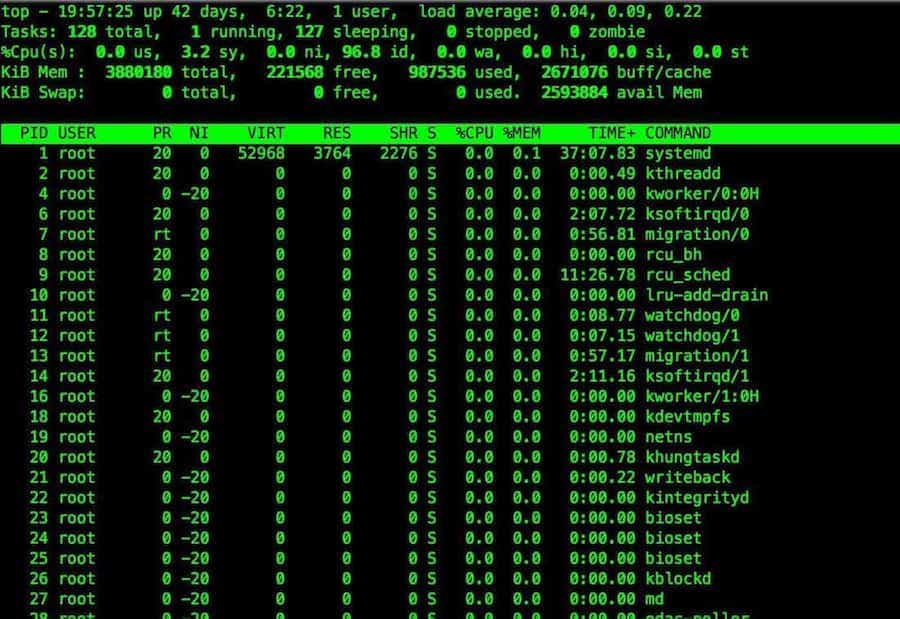 top - 19:57:25 up 42 days,  6:22,  1 user,  load average: 0.04, 0.09, 0.22
Tasks: 128 total,   1 running, 127 sleeping,   0 stopped,   0 zombie
%Cpu(s):  0.0 us,  3.2 sy,  0.0 ni, 96.8 id,  0.0 wa,  0.0 hi,  0.0 si,  0.0 st
KiB Mem :  3880180 total,   221568 free,   987536 used,  2671076 buff/cache
KiB Swap:        0 total,        0 free,        0 used.  2593884 avail Mem
PID USER      PR  NI    VIRT    RES    SHR S  %CPU %MEM     TIME+ COMMAND
1 root      20   0   52968   3764   2276 S   0.0  0.1  37:07.83 systemd
2 root      20   0       0      0      0 S   0.0  0.0   0:00.49 kthreadd
4 root       0 -20       0      0      0 S   0.0  0.0   0:00.00 kworker/0:0H
6 root      20   0       0      0      0 S   0.0  0.0   2:07.72 ksoftirqd/0
7 root      rt   0       0      0      0 S   0.0  0.0   0:56.81 migration/0
8 root      20   0       0      0      0 S   0.0  0.0   0:00.00 rcu_bh
9 root      20   0       0      0      0 S   0.0  0.0  11:26.78 rcu_sched
10 root       0 -20       0      0      0 S   0.0  0.0   0:00.00 lru-add-drain
11 root      rt   0       0      0      0 S   0.0  0.0   0:08.77 watchdog/0
12 root      rt   0       0      0      0 S   0.0  0.0   0:07.15 watchdog/1
13 root      rt   0       0      0      0 S   0.0  0.0   0:57.17 migration/1
14 root      20   0       0      0      0 S   0.0  0.0   2:11.16 ksoftirqd/1
16 root       0 -20       0      0      0 S   0.0  0.0   0:00.00 kworker/1:0H
18 root      20   0       0      0      0 S   0.0  0.0   0:00.00 kdevtmpfs
19 root       0 -20       0      0      0 S   0.0  0.0   0:00.00 netns
20 root      20   0       0      0      0 S   0.0  0.0   0:00.78 khungtaskd
21 root       0 -20       0      0      0 S   0.0  0.0   0:00.22 writeback
22 root       0 -20       0      0      0 S   0.0  0.0   0:00.00 kintegrityd
23 root       0 -20       0      0      0 S   0.0  0.0   0:00.00 bioset
24 root       0 -20       0      0      0 S   0.0  0.0   0:00.00 bioset
25 root       0 -20       0      0      0 S   0.0  0.0   0:00.00 bioset
26 root       0 -20       0      0      0 S   0.0  0.0   0:00.00 kblockd
27 root       0 -20       0      0      0 S   0.0  0.0   0:00.00 md